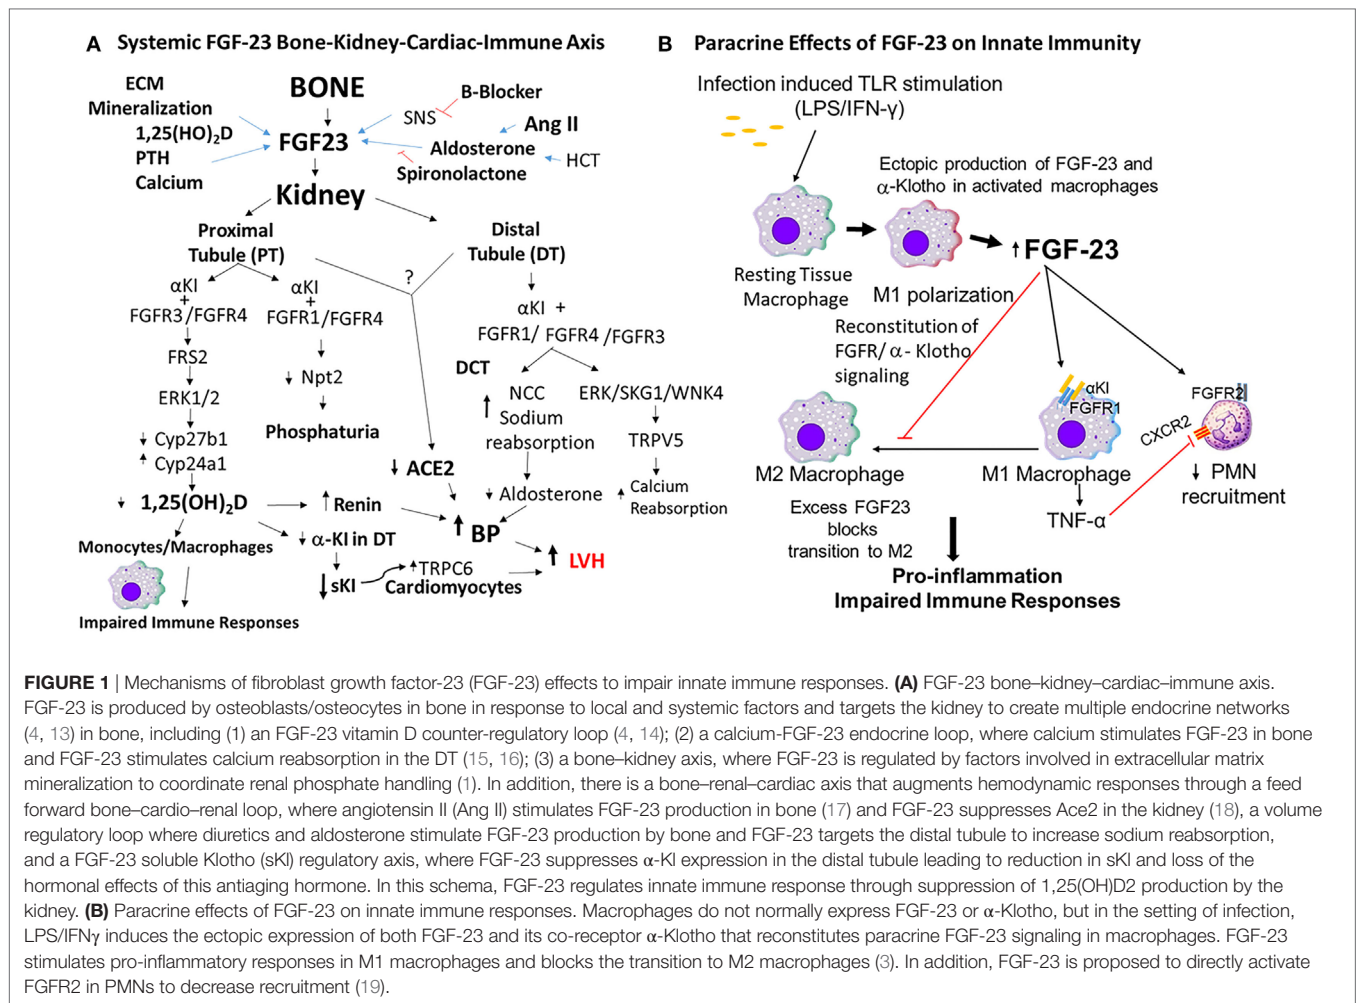 A Systemic FGF-23 Bone-Kidney-Cardiac-Immune Axis
ECM
Mineralization
1,25(HO)₂D
PTH
Calcium
BONE
FGF23
Kidney
SNS
B-Blocker
Ang II
Aldosterone
HCT
Spironolactone
Proximal
Tubule (PT)
Distal
Tubule (DT)
?
αKI
+
FGFR3/FGFR4
FRS2
ERK1/2
Cyp27b1
Cyp24a1
1,25(OH)₂D
Monocytes/Macrophages
Impaired Immune Responses
αKI
+
FGFR1/FGFR4
Npt2
Phosphaturia
αKI +
FGFR1/ FGFR4 /FGFR3
DCT
NCC
Sodium
reabsorption
Aldosterone
ERK/SKG1/WNK4
TRPV5
Calcium
Reabsorption
ACE2
Renin
BP
α-KI in DT
sKI
TRPC6
Cardiomyocytes
LVH
B Paracrine Effects of FGF-23 on Innate Immunity
Infection induced TLR stimulation
(LPS/IFN-γ)
Ectopic production of FGF-23 and
α-Klotho in activated macrophages
Resting Tissue
Macrophage
M1 polarization
FGF-23
Reconstitution of
FGFR/ α - Klotho
signaling
αKI
FGFR1
FGFR2
CXCR2
M2 Macrophage
M1 Macrophage
PMN
recruitment
TNF-α
Excess FGF23
blocks
transition to M2
Pro-inflammation
Impaired Immune Responses
FIGURE 1 | Mechanisms of fibroblast growth factor-23 (FGF-23) effects to impair innate immune responses. (A) FGF-23 bone–kidney–cardiac–immune axis.
FGF-23 is produced by osteoblasts/osteocytes in bone in response to local and systemic factors and targets the kidney to create multiple endocrine networks
(4, 13) in bone, including (1) an FGF-23 vitamin D counter-regulatory loop (4, 14); (2) a calcium-FGF-23 endocrine loop, where calcium stimulates FGF-23 in bone
and FGF-23 stimulates calcium reabsorption in the DT (15, 16); (3) a bone–kidney axis, where FGF-23 is regulated by factors involved in extracellular matrix
mineralization to coordinate renal phosphate handling (1). In addition, there is a bone–renal–cardiac axis that augments hemodynamic responses through a feed
forward bone–cardio–renal loop, where angiotensin II (Ang II) stimulates FGF-23 production in bone (17) and FGF-23 suppresses Ace2 in the kidney (18), a volume
regulatory loop where diuretics and aldosterone stimulate FGF-23 production by bone and FGF-23 targets the distal tubule to increase sodium reabsorption,
and a FGF-23 soluble Klotho (sKl) regulatory axis, where FGF-23 suppresses α-Kl expression in the distal tubule leading to reduction in sKl and loss of the
hormonal effects of this antiaging hormone. In this schema, FGF-23 regulates innate immune response through suppression of 1,25(OH)D2 production by the
kidney. (B) Paracrine effects of FGF-23 on innate immune responses. Macrophages do not normally express FGF-23 or α-Klotho, but in the setting of infection,
LPS/IFNγ induces the ectopic expression of both FGF-23 and its co-receptor α-Klotho that reconstitutes paracrine FGF-23 signaling in macrophages. FGF-23
stimulates pro-inflammatory responses in M1 macrophages and blocks the transition to M2 macrophages (3). In addition, FGF-23 is proposed to directly activate
FGFR2 in PMNs to decrease recruitment (19).